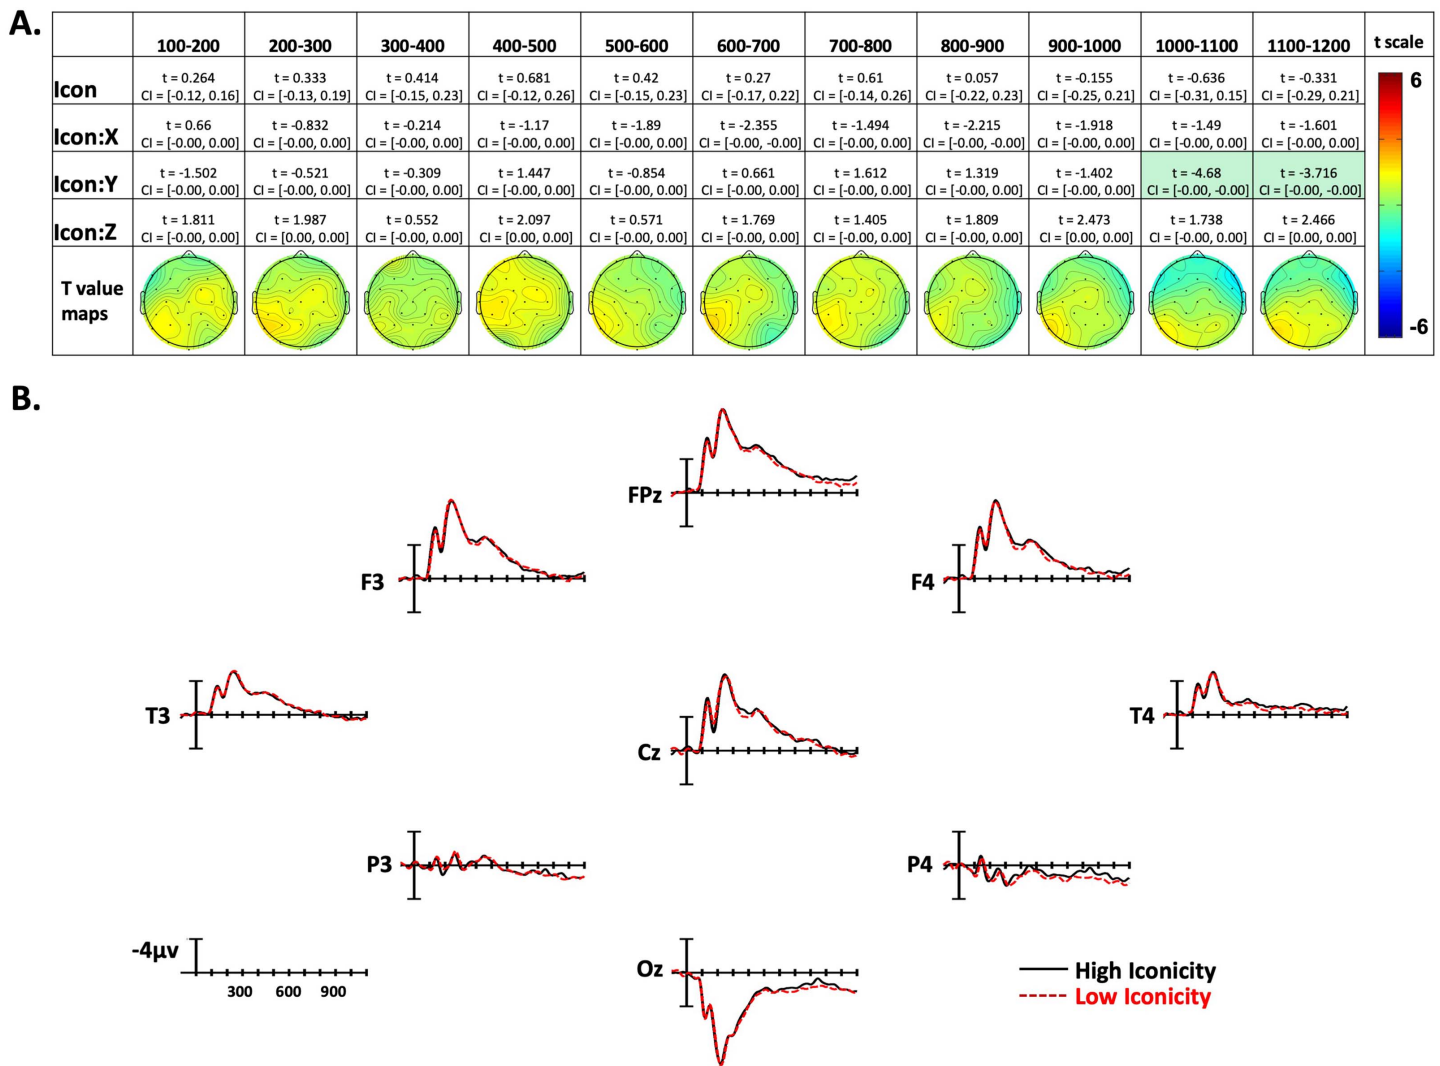 A.
100-200 200-300 300-400 400-500 500-600 600-700 700-800 800-900 900-1000 1000-1100 1100-1200 t scale
Icon
t = 0.264 t = 0.333 t = 0.414 t = 0.681 t = 0.42 t = 0.27 t = 0.61 t = 0.057 t = -0.155 t = -0.636 t = -0.331
CI = [-0.12, 0.16] CI = [-0.13, 0.19] CI = [-0.15, 0.23] CI = [-0.12, 0.26] CI = [-0.15, 0.23] CI = [-0.17, 0.22] CI = [-0.14, 0.26] CI = [-0.22, 0.23] CI = [-0.25, 0.21] CI = [-0.31, 0.15] CI = [-0.29, 0.21]
Icon:X
t = 0.66 t = -0.832 t = -0.214 t = -1.17 t = -1.89 t = -2.355 t = -1.494 t = -2.215 t = -1.918 t = -1.49 t = -1.601
CI = [-0.00, 0.00] CI = [-0.00, 0.00] CI = [-0.00, 0.00] CI = [-0.00, 0.00] CI = [-0.00, 0.00] CI = [-0.00, -0.00] CI = [-0.00, 0.00] CI = [-0.00, -0.00] CI = [-0.00, 0.00] CI = [-0.00, 0.00] CI = [-0.00, 0.00]
Icon:Y
t = -1.502 t = -0.521 t = -0.309 t = 1.447 t = -0.854 t = 0.661 t = 1.612 t = 1.319 t = -1.402 t = -4.68 t = -3.716
CI = [-0.00, 0.00] CI = [-0.00, 0.00] CI = [-0.00, 0.00] CI = [-0.00, 0.00] CI = [-0.00, 0.00] CI = [-0.00, 0.00] CI = [-0.00, 0.00] CI = [-0.00, 0.00] CI = [-0.00, 0.00] CI = [-0.00, -0.00] CI = [-0.00, -0.00]
Icon:Z
t = 1.811 t = 1.987 t = 0.552 t = 2.097 t = 0.571 t = 1.769 t = 1.405 t = 1.809 t = 2.473 t = 1.738 t = 2.466
CI = [-0.00, 0.00] CI = [0.00, 0.00] CI = [-0.00, 0.00] CI = [0.00, 0.00] CI = [-0.00, 0.00] CI = [-0.00, 0.00] CI = [-0.00, 0.00] CI = [-0.00, 0.00] CI = [0.00, 0.00] CI = [-0.00, 0.00] CI = [0.00, 0.00]
T value
maps
6
-6
B.
FPz
F3 F4
T3 Cz T4
P3 P4
-4µv
300 600 900
Oz
High Iconicity
Low Iconicity